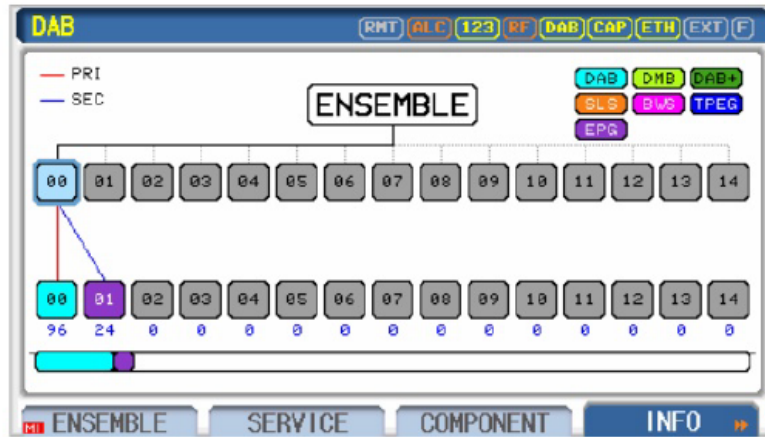 DAB RMT ALC 123 RF DAB CAP ETH EXT F
PRI DAB DMB DAB+
SEC SLS BWS TPEG
ENSEMBLE EPG
00 01 02 03 04 05 06 07 08 09 10 11 12 13 14
00 01 02 03 04 05 06 07 08 09 10 11 12 13 14
96 24 0 0 0 0 0 0 0 0 0 0 0 0 0
MI ENSEMBLE SERVICE COMPONENT INFO